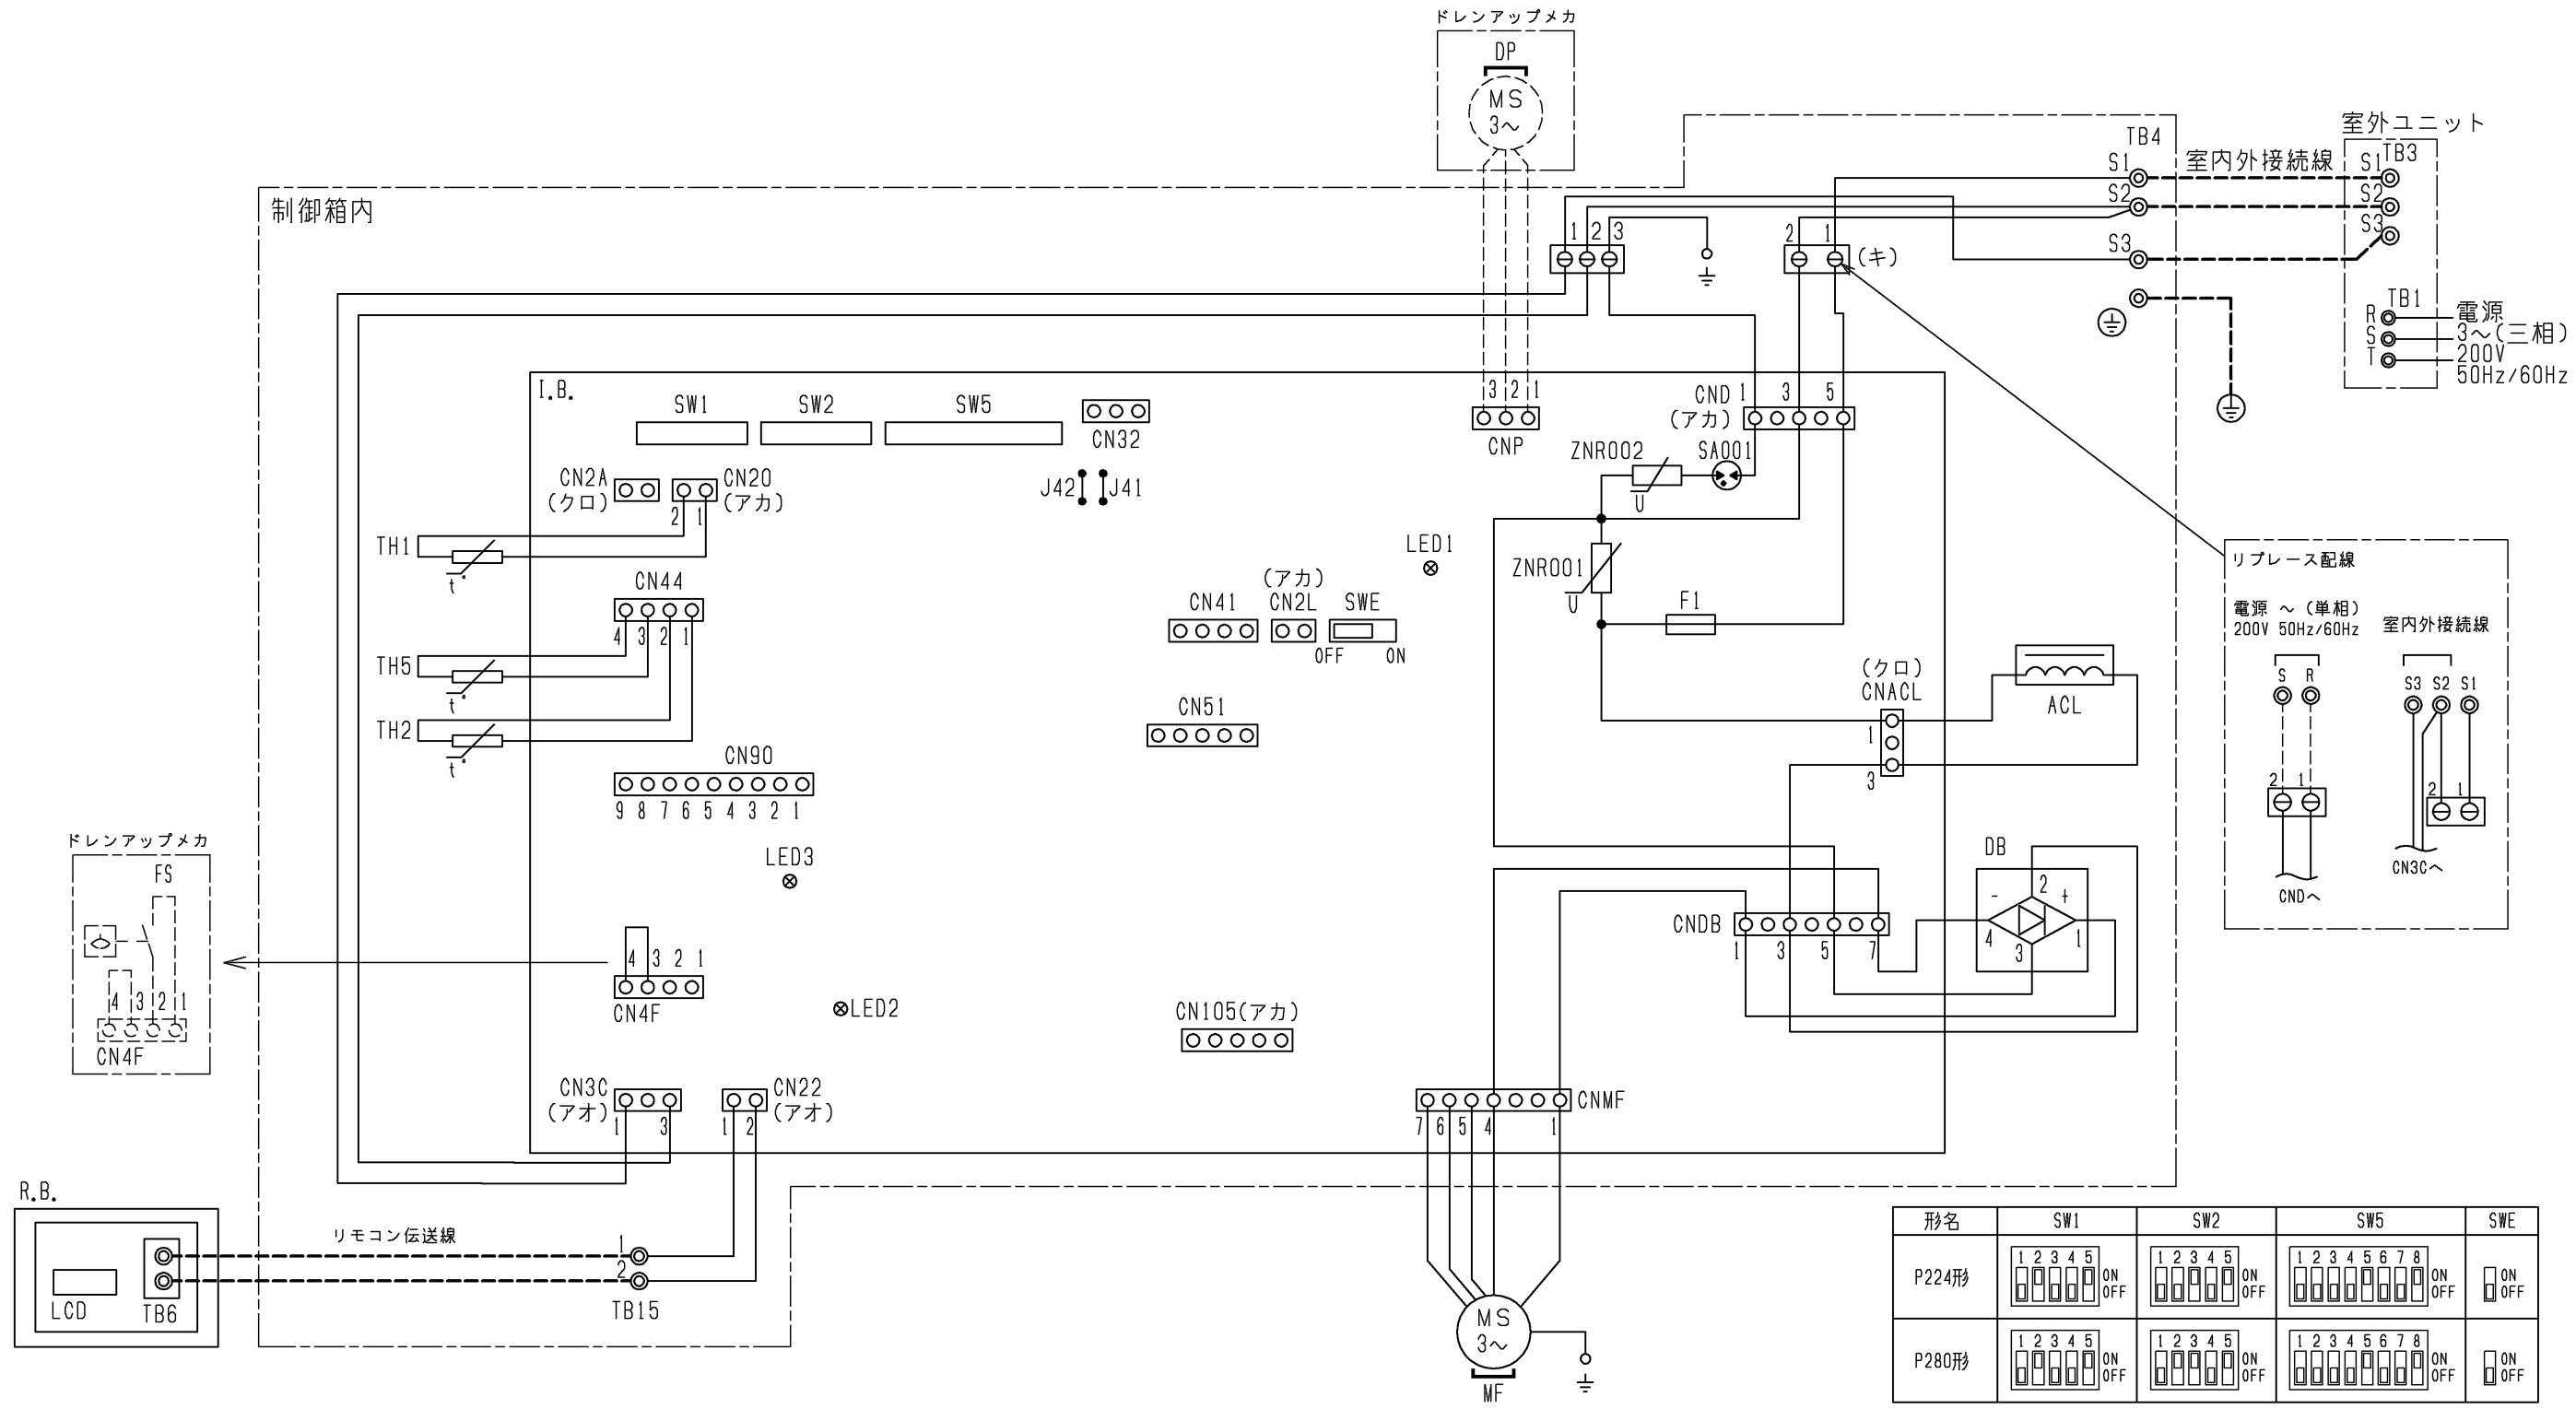 ドレンアップメカ
DP
MS
3〜
制御箱内
TB4
S1
S2
S3
室内外接続線
室外ユニット
TB3
S1
S2
S3
TB1
R
S
T
電源
3〜(三相)
200V
50Hz/60Hz
1 2 3
2 1
(キ)
I.B.
SW1
SW2
SW5
CN32
3 2 1
CNP
CND
(アカ)
1 3 5
CN2A
(クロ)
CN20
(アカ)
2 1
J42
J41
ZNR002
U
SA001
TH1
t°
CN44
4 3 2 1
TH5
t°
TH2
t°
LED1
ZNR001
U
F1
CN41
(アカ)
CN2L
SWE
OFF ON
CN51
(クロ)
CNACL
1
3
ACL
CN90
9 8 7 6 5 4 3 2 1
LED3
リプレース配線
電源 〜 (単相)
200V 50Hz/60Hz
室内外接続線
S R
S3 S2 S1
2 1
2 1
CN3Cへ
CNDへ
ドレンアップメカ
FS
4 3 2 1
CN4F
4 3 2 1
CN4F
LED2
CN105(アカ)
CNDB
1 3 5 7
DB
- +
2
4
3
1
CN3C
(アオ)
1 3
CN22
(アオ)
1 2
CNMF
7 6 5 4 1
R.B.
LCD
TB6
リモコン伝送線
1
2
TB15
MS
3〜
MF
形名 SW1 SW2 SW5 SWE
P224形
1 2 3 4 5
ON
OFF
1 2 3 4 5
ON
OFF
1 2 3 4 5 6 7 8
ON
OFF
ON
OFF
P280形
1 2 3 4 5
ON
OFF
1 2 3 4 5
ON
OFF
1 2 3 4 5 6 7 8
ON
OFF
ON
OFF